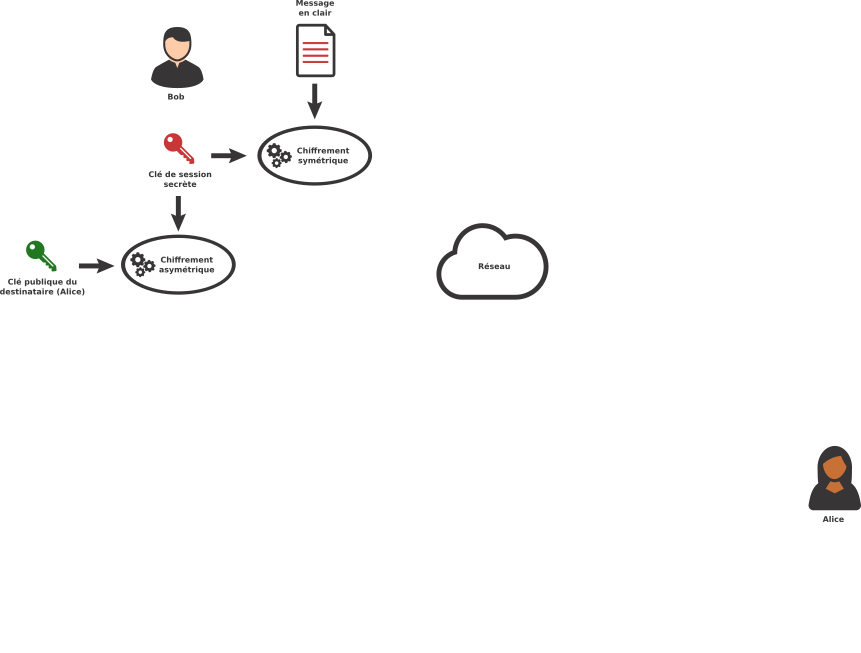 Message
en clair
Bob
Chiffrement
symétrique
Clé de session
secrète
Chiffrement
asymétrique
Clé publique du
destinataire (Alice)
Réseau
Alice